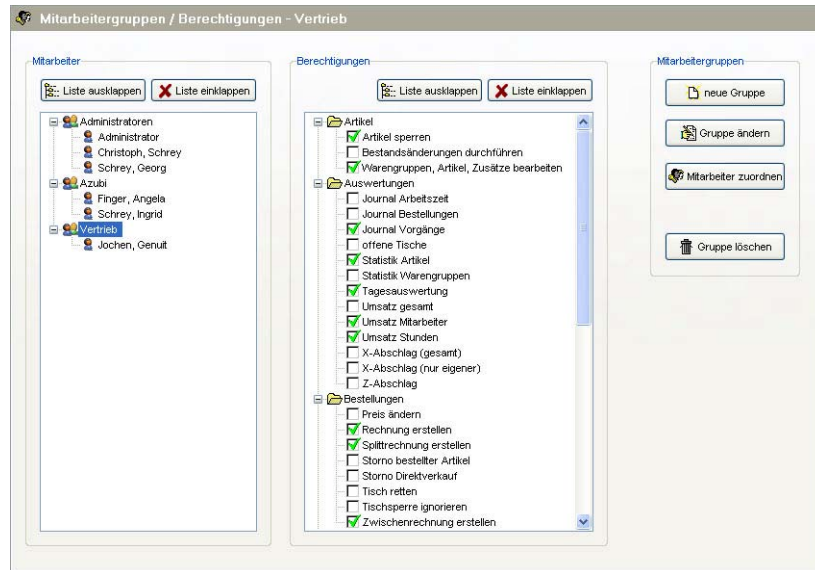 Mitarbeitergruppen / Berechtigungen - Vertrieb
Mitarbeiter
Liste ausklappen
Liste einklappen
Administratoren
Administrator
Christoph, Schrey
Schrey, Georg
Azubi
Finger, Angela
Schrey, Ingrid
Vertrieb
Jochen, Genuit
Berechtigungen
Liste ausklappen
Liste einklappen
Artikel
Artikel sperren
Bestandsänderungen durchführen
Warengruppen, Artikel, Zusätze bearbeiten
Auswertungen
Journal Arbeitszeit
Journal Bestellungen
Journal Vorgänge
offene Tische
Statistik Artikel
Statistik Warengruppen
Tagesauswertung
Umsatz gesamt
Umsatz Mitarbeiter
Umsatz Stunden
X-Abschlag (gesamt)
X-Abschlag (nur eigener)
Z-Abschlag
Bestellungen
Preis ändern
Rechnung erstellen
Splittrechnung erstellen
Storno bestellter Artikel
Storno Direktverkauf
Tisch retten
Tischsperre ignorieren
Zwischenrechnung erstellen
Mitarbeitergruppen
neue Gruppe
Gruppe ändern
Mitarbeiter zuordnen
Gruppe löschen